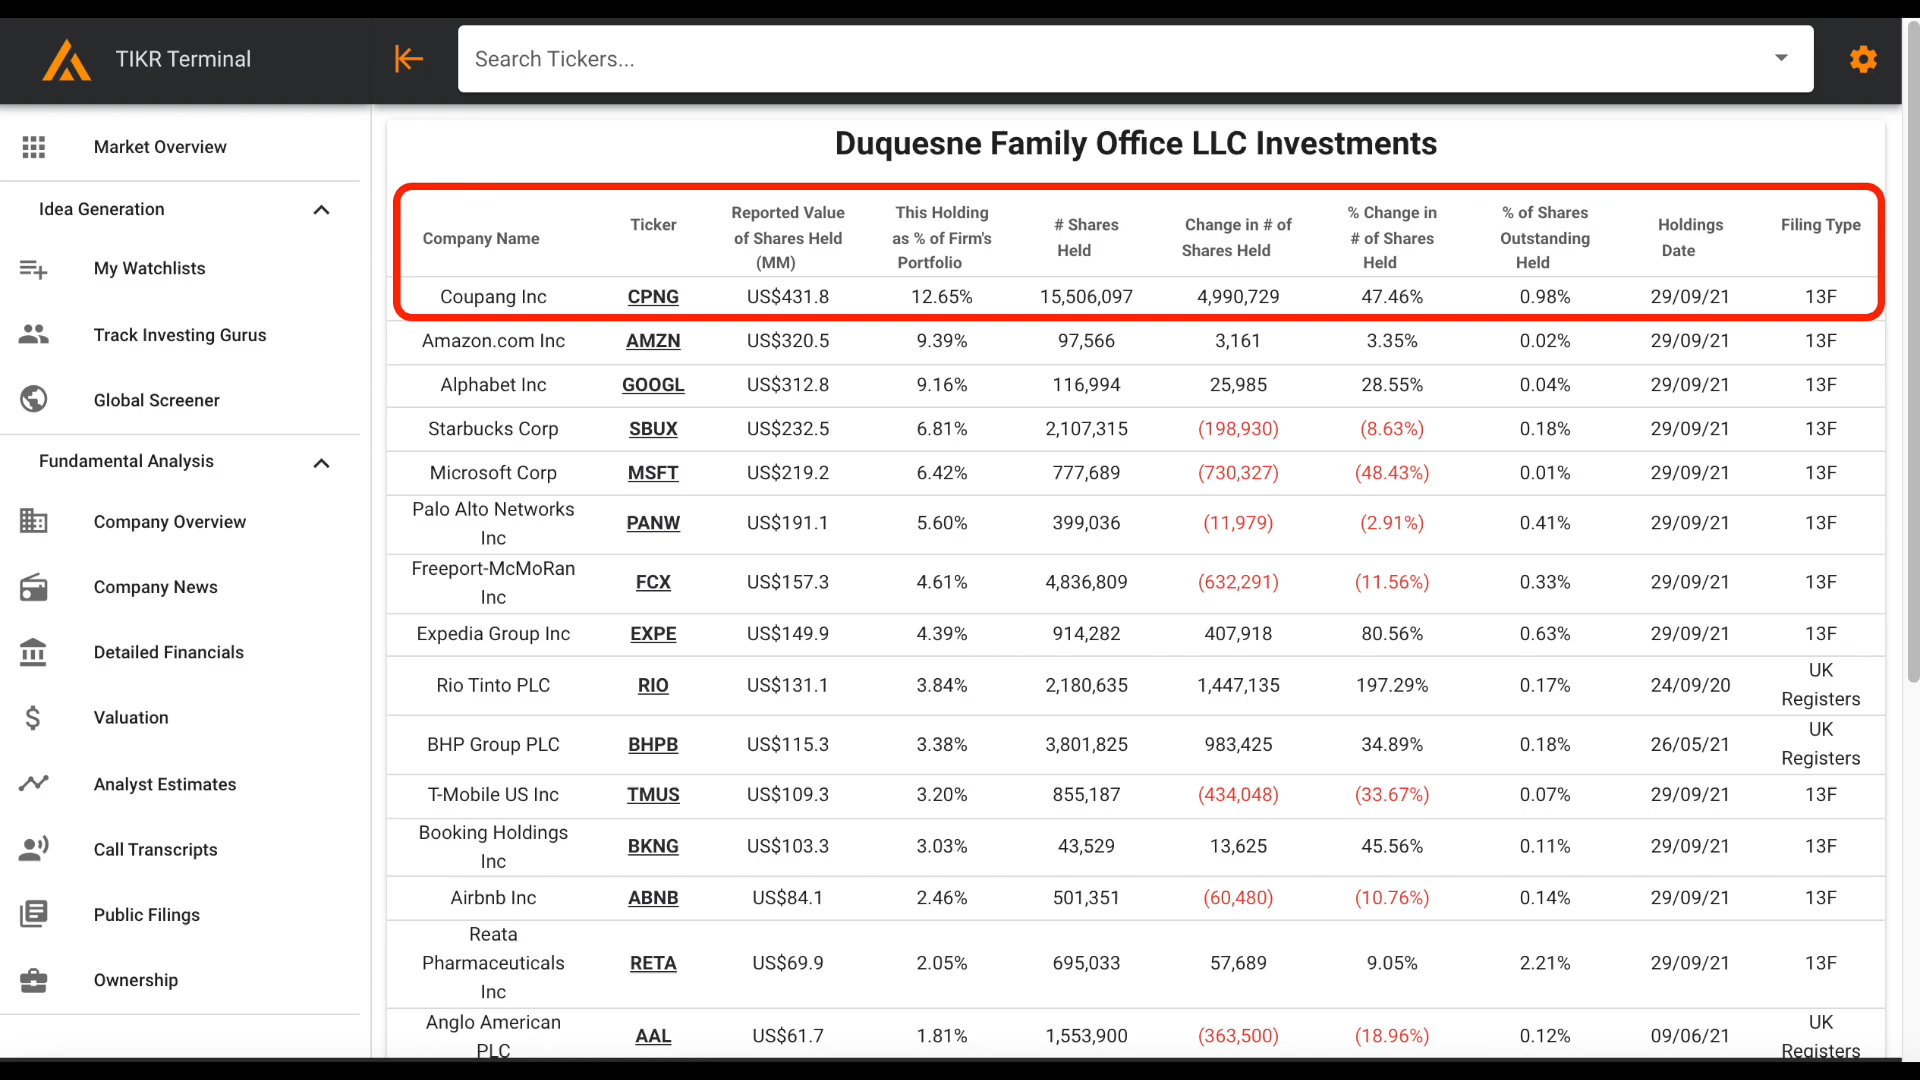 TIKR Terminal
Search Tickers...
Market Overview
Idea Generation
My Watchlists
Track Investing Gurus
Global Screener
Fundamental Analysis
Company Overview
Company News
Detailed Financials
Valuation
Analyst Estimates
Call Transcripts
Public Filings
Ownership
Duquesne Family Office LLC Investments
Company Name Ticker Reported Value of Shares Held (MM) This Holding as % of Firm's Portfolio # Shares Held Change in # of Shares Held % Change in # of Shares Held % of Shares Outstanding Held Holdings Date Filing Type
Coupang Inc CPNG US$431.8 12.65% 15,506,097 4,990,729 47.46% 0.98% 29/09/21 13F
Amazon.com Inc AMZN US$320.5 9.39% 97,566 3,161 3.35% 0.02% 29/09/21 13F
Alphabet Inc GOOGL US$312.8 9.16% 116,994 25,985 28.55% 0.04% 29/09/21 13F
Starbucks Corp SBUX US$232.5 6.81% 2,107,315 (198,930) (8.63%) 0.18% 29/09/21 13F
Microsoft Corp MSFT US$219.2 6.42% 777,689 (730,327) (48.43%) 0.01% 29/09/21 13F
Palo Alto Networks Inc PANW US$191.1 5.60% 399,036 (11,979) (2.91%) 0.41% 29/09/21 13F
Freeport-McMoRan Inc FCX US$157.3 4.61% 4,836,809 (632,291) (11.56%) 0.33% 29/09/21 13F
Expedia Group Inc EXPE US$149.9 4.39% 914,282 407,918 80.56% 0.63% 29/09/21 13F
Rio Tinto PLC RIO US$131.1 3.84% 2,180,635 1,447,135 197.29% 0.17% 24/09/20 UK Registers
BHP Group PLC BHPB US$115.3 3.38% 3,801,825 983,425 34.89% 0.18% 26/05/21 UK Registers
T-Mobile US Inc TMUS US$109.3 3.20% 855,187 (434,048) (33.67%) 0.07% 29/09/21 13F
Booking Holdings Inc BKNG US$103.3 3.03% 43,529 13,625 45.56% 0.11% 29/09/21 13F
Airbnb Inc ABNB US$84.1 2.46% 501,351 (60,480) (10.76%) 0.14% 29/09/21 13F
Reata Pharmaceuticals Inc RETA US$69.9 2.05% 695,033 57,689 9.05% 2.21% 29/09/21 13F
Anglo American PLC AAL US$61.7 1.81% 1,553,900 (363,500) (18.96%) 0.12% 09/06/21 UK Registers